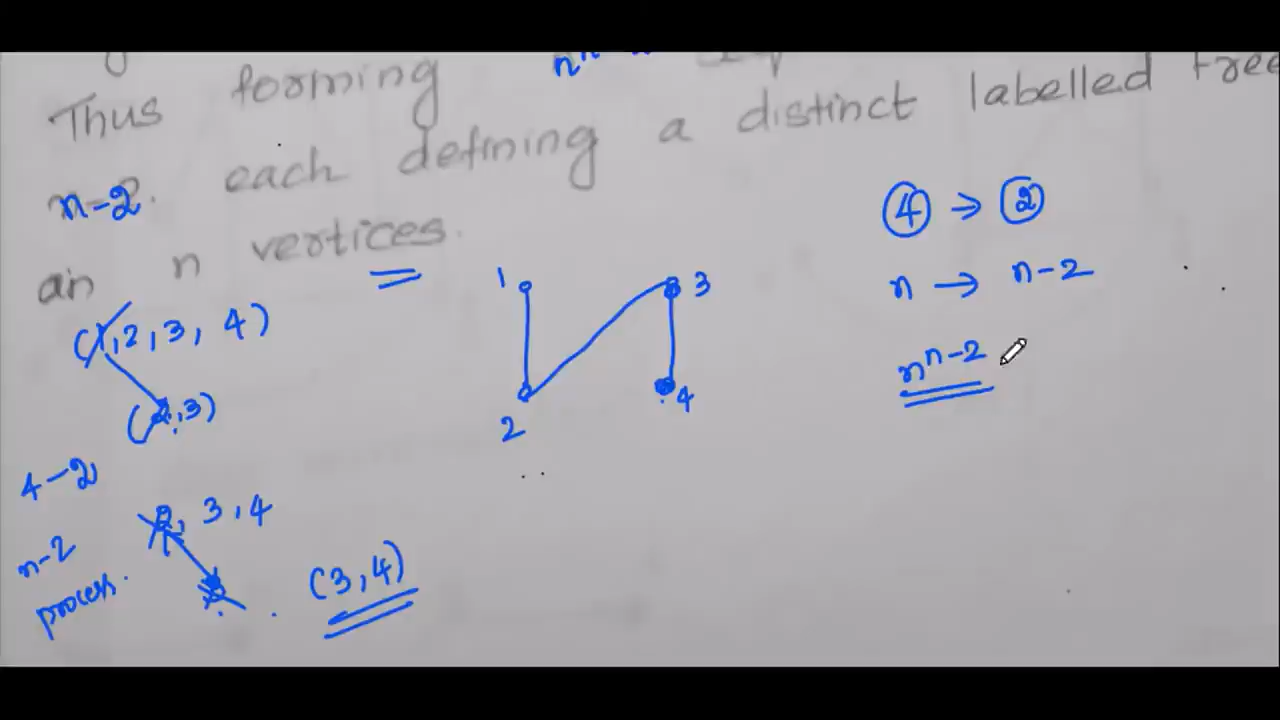 Thus forming
n-2. each defining a distinct labelled tree
an n vertices.
4 → 2
n → n-2
n^{n-2}
(1,2,3,4)
(2,3)
1 3
2 4
4-2
2, 3, 4
n-2
process.
(3,4)